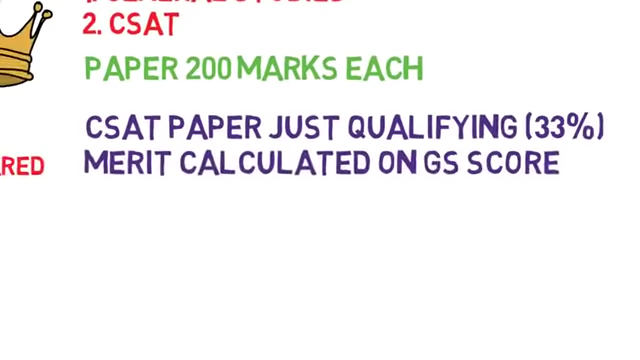 2. CSAT
PAPER 200 MARKS EACH
CSAT PAPER JUST QUALIFYING (33%)
MERIT CALCULATED ON GS SCORE